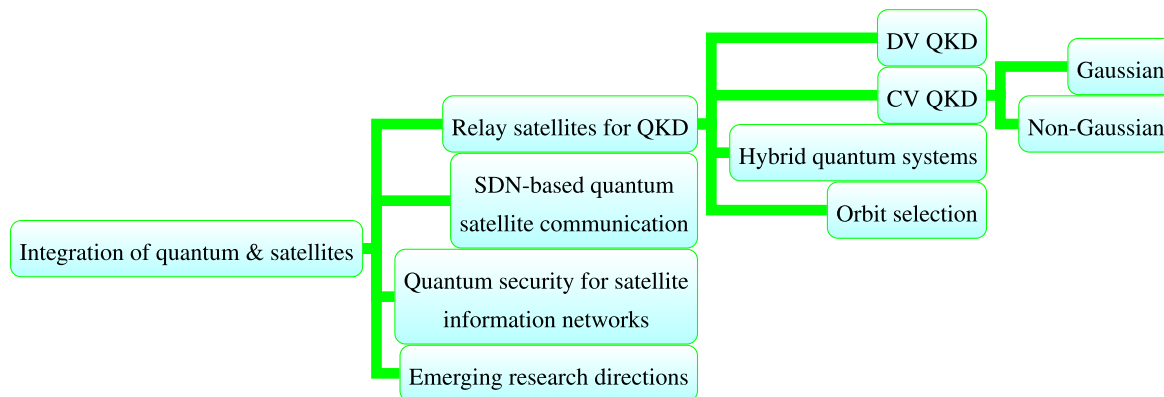 Integration of quantum & satellites
Relay satellites for QKD
SDN-based quantum
satellite communication
Quantum security for satellite
information networks
Emerging research directions
DV QKD
CV QKD
Hybrid quantum systems
Orbit selection
Gaussian
Non-Gaussian